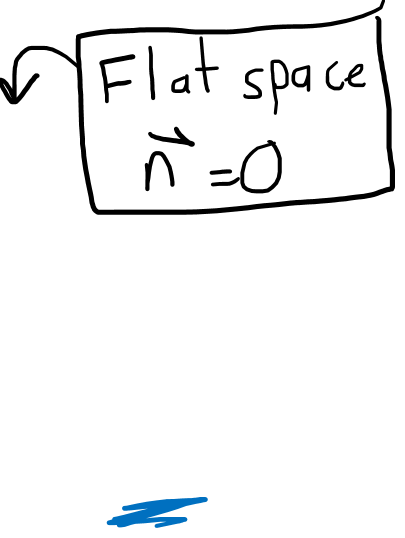 Flat space
n⃗ = 0